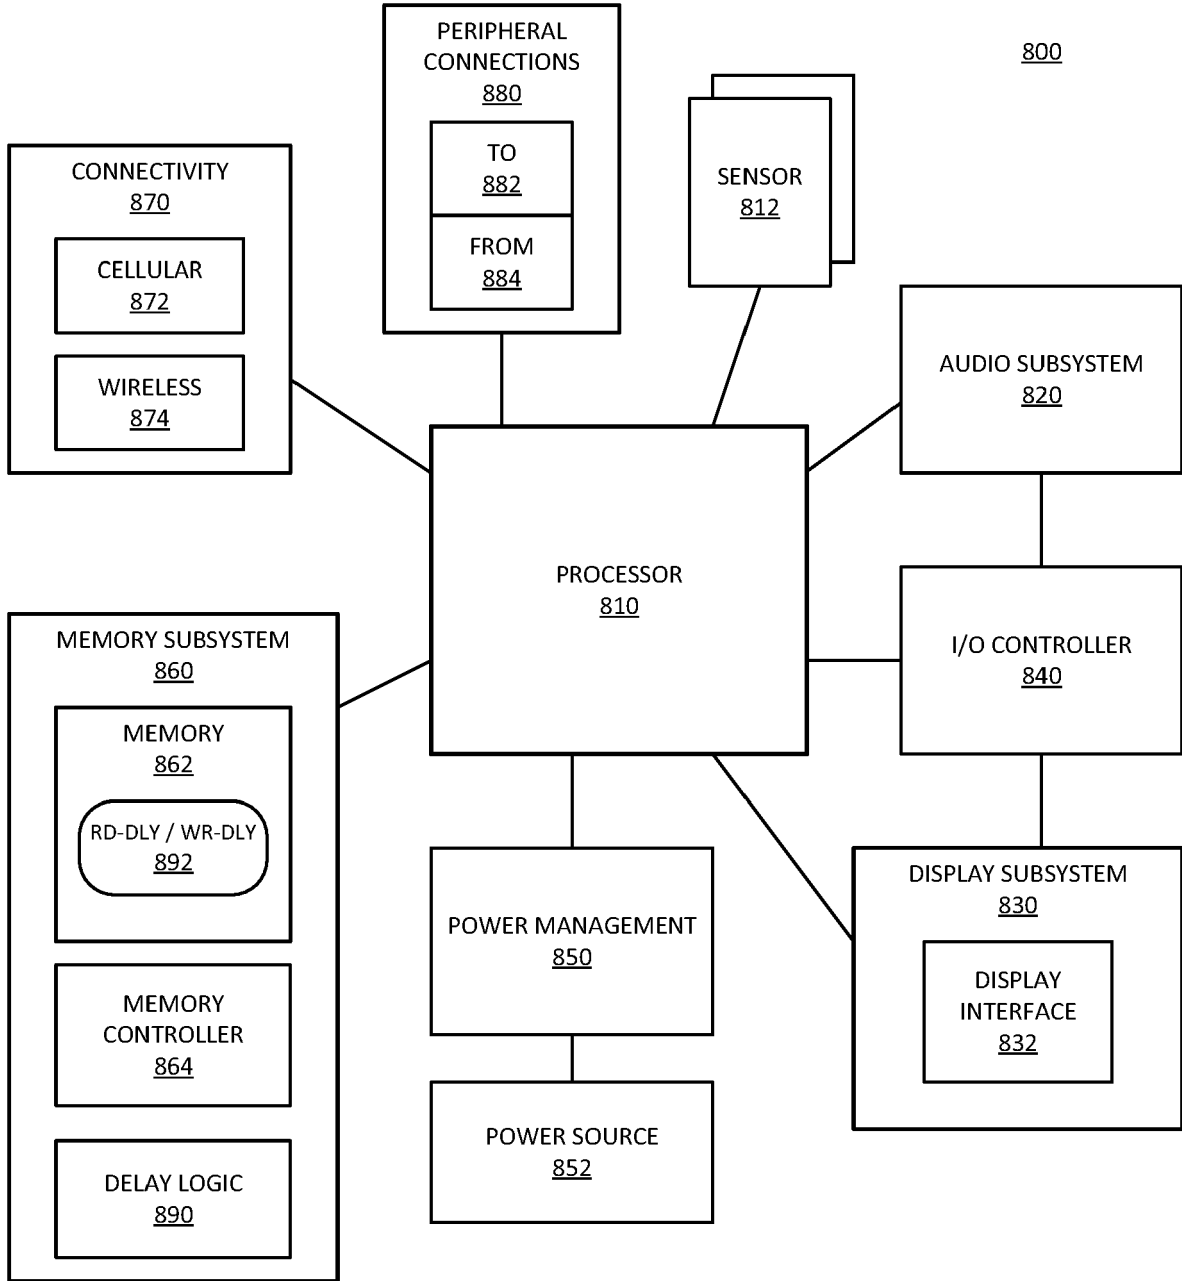 PERIPHERAL
CONNECTIONS
880
TO
882
FROM
884
800
SENSOR
812
CONNECTIVITY
870
CELLULAR
872
WIRELESS
874
AUDIO SUBSYSTEM
820
PROCESSOR
810
I/O CONTROLLER
840
MEMORY SUBSYSTEM
860
MEMORY
862
RD-DLY / WR-DLY
892
MEMORY
CONTROLLER
864
DELAY LOGIC
890
POWER MANAGEMENT
850
POWER SOURCE
852
DISPLAY SUBSYSTEM
830
DISPLAY
INTERFACE
832